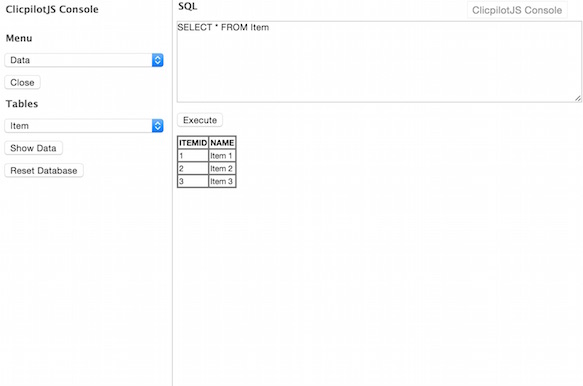 ClicpilotJS Console
Menu
Data
Close
Tables
Item
Show Data
Reset Database
SQL
ClicpilotJS Console
SELECT * FROM Item
Execute
ITEMID NAME
1 Item 1
2 Item 2
3 Item 3